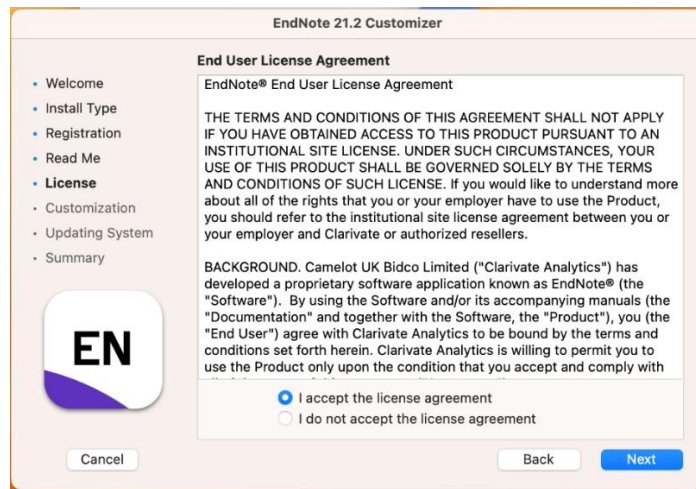 EndNote 21.2 Customizer
End User License Agreement
Welcome
Install Type
Registration
Read Me
License
Customization
Updating System
Summary
EN
EndNote® End User License Agreement
THE TERMS AND CONDITIONS OF THIS AGREEMENT SHALL NOT APPLY
IF YOU HAVE OBTAINED ACCESS TO THIS PRODUCT PURSUANT TO AN
INSTITUTIONAL SITE LICENSE. UNDER SUCH CIRCUMSTANCES, YOUR
USE OF THIS PRODUCT SHALL BE GOVERNED SOLELY BY THE TERMS
AND CONDITIONS OF SUCH LICENSE. If you would like to understand more
about all of the rights that you or your employer have to use the Product,
you should refer to the institutional site license agreement between you or
your employer and Clarivate or authorized resellers.
BACKGROUND. Camelot UK Bidco Limited ("Clarivate Analytics") has
developed a proprietary software application known as EndNote® (the
"Software"). By using the Software and/or its accompanying manuals (the
"Documentation" and together with the Software, the "Product"), you (the
"End User") agree with Clarivate Analytics to be bound by the terms and
conditions set forth herein. Clarivate Analytics is willing to permit you to
use the Product only upon the condition that you accept and comply with
I accept the license agreement
I do not accept the license agreement
Cancel
Back
Next